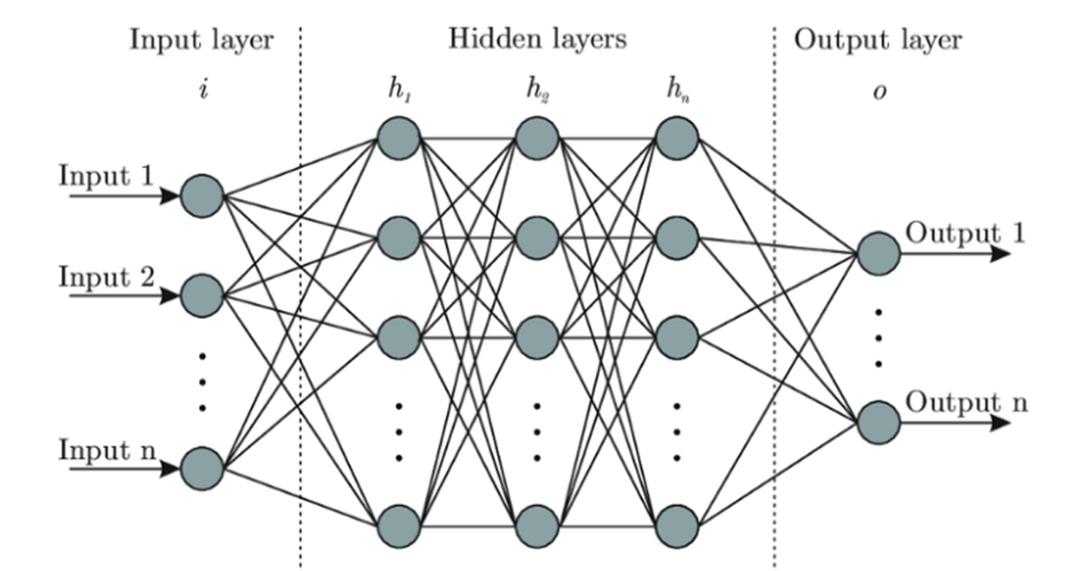 Input layer
Hidden layers
Output layer
i
h₁
h₂
hₙ
o
Input 1
Input 2
Input n
Output 1
Output n